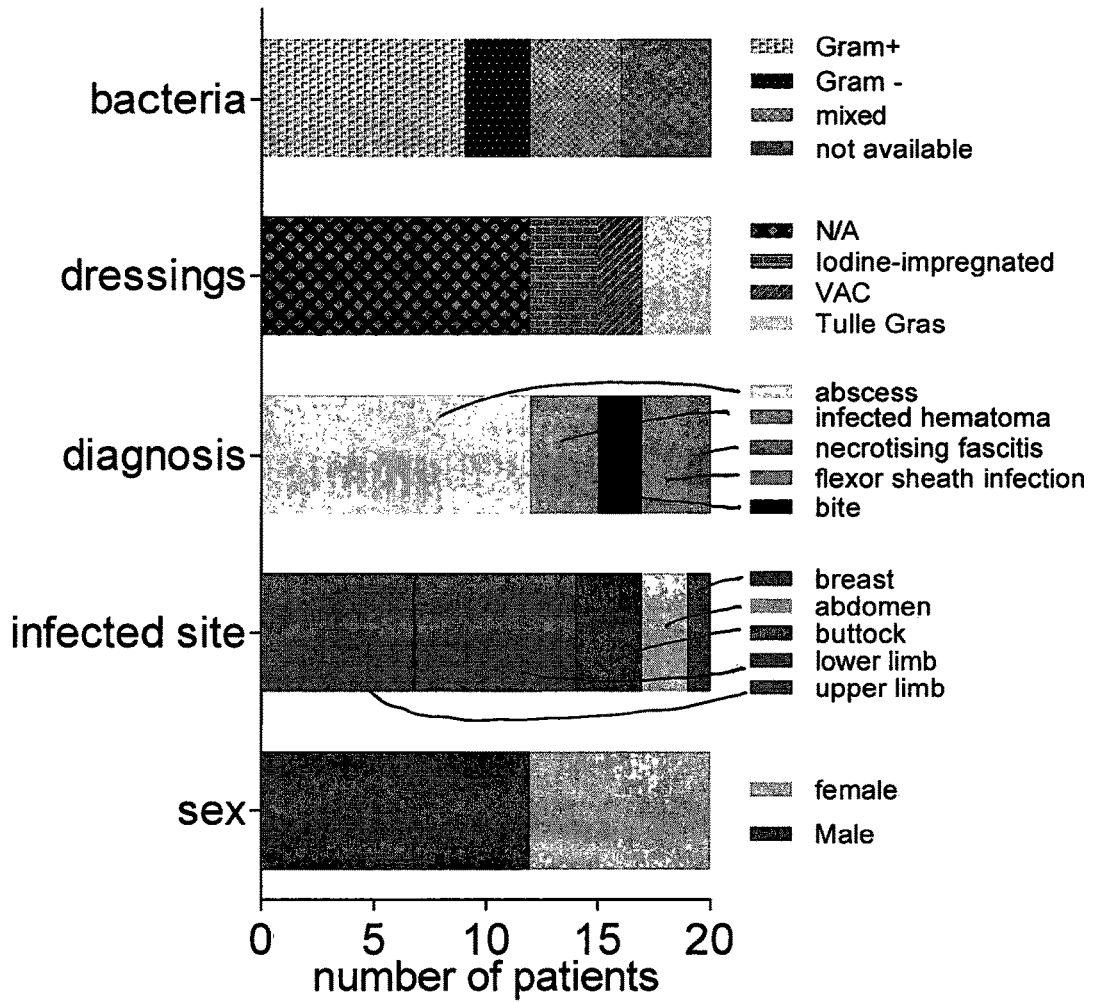 bacteria
Gram+
Gram -
mixed
not available
dressings
N/A
Iodine-impregnated
VAC
Tulle Gras
diagnosis
abscess
infected hematoma
necrotising fascitis
flexor sheath infection
bite
infected site
breast
abdomen
buttock
lower limb
upper limb
sex
female
Male
0 5 10 15 20
number of patients